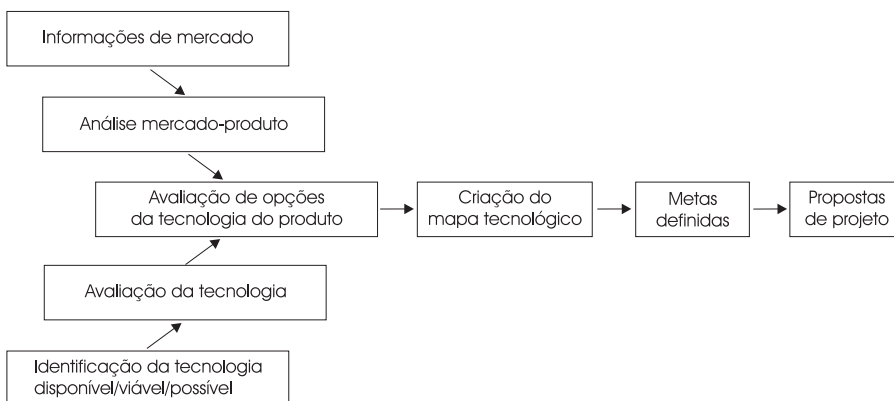 Informações de mercado
Análise mercado-produto
Avaliação de opções
da tecnologia do produto
Criação do
mapa tecnológico
Metas
definidas
Propostas
de projeto
Avaliação da tecnologia
Identificação da tecnologia
disponível/viável/possível